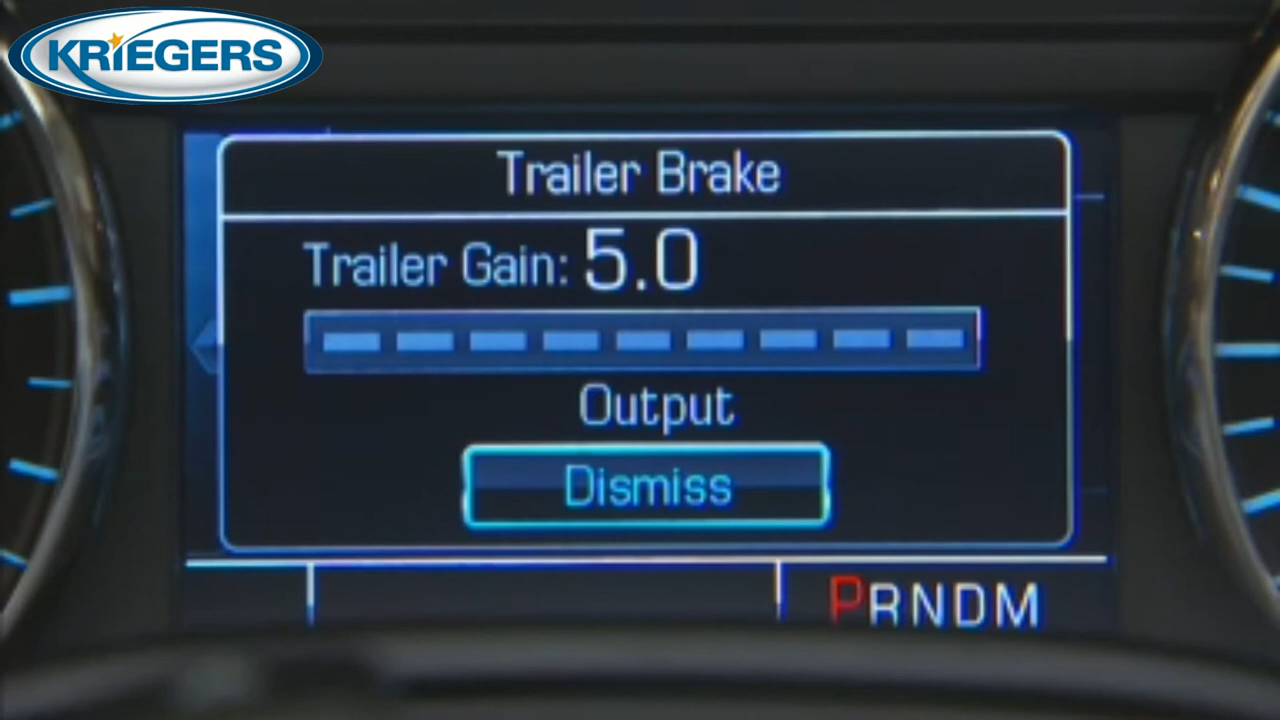 KRIEGERS
Trailer Brake
Trailer Gain: 5.0
Output
Dismiss
PRNDM